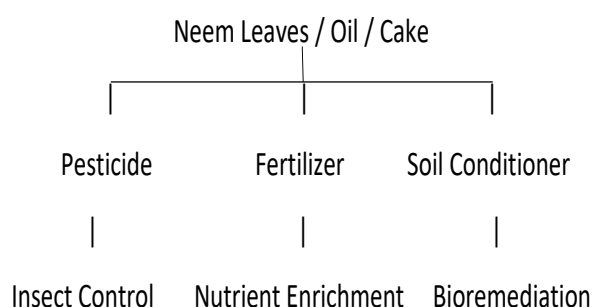 Neem Leaves / Oil / Cake
Pesticide Fertilizer Soil Conditioner
Insect Control Nutrient Enrichment Bioremediation